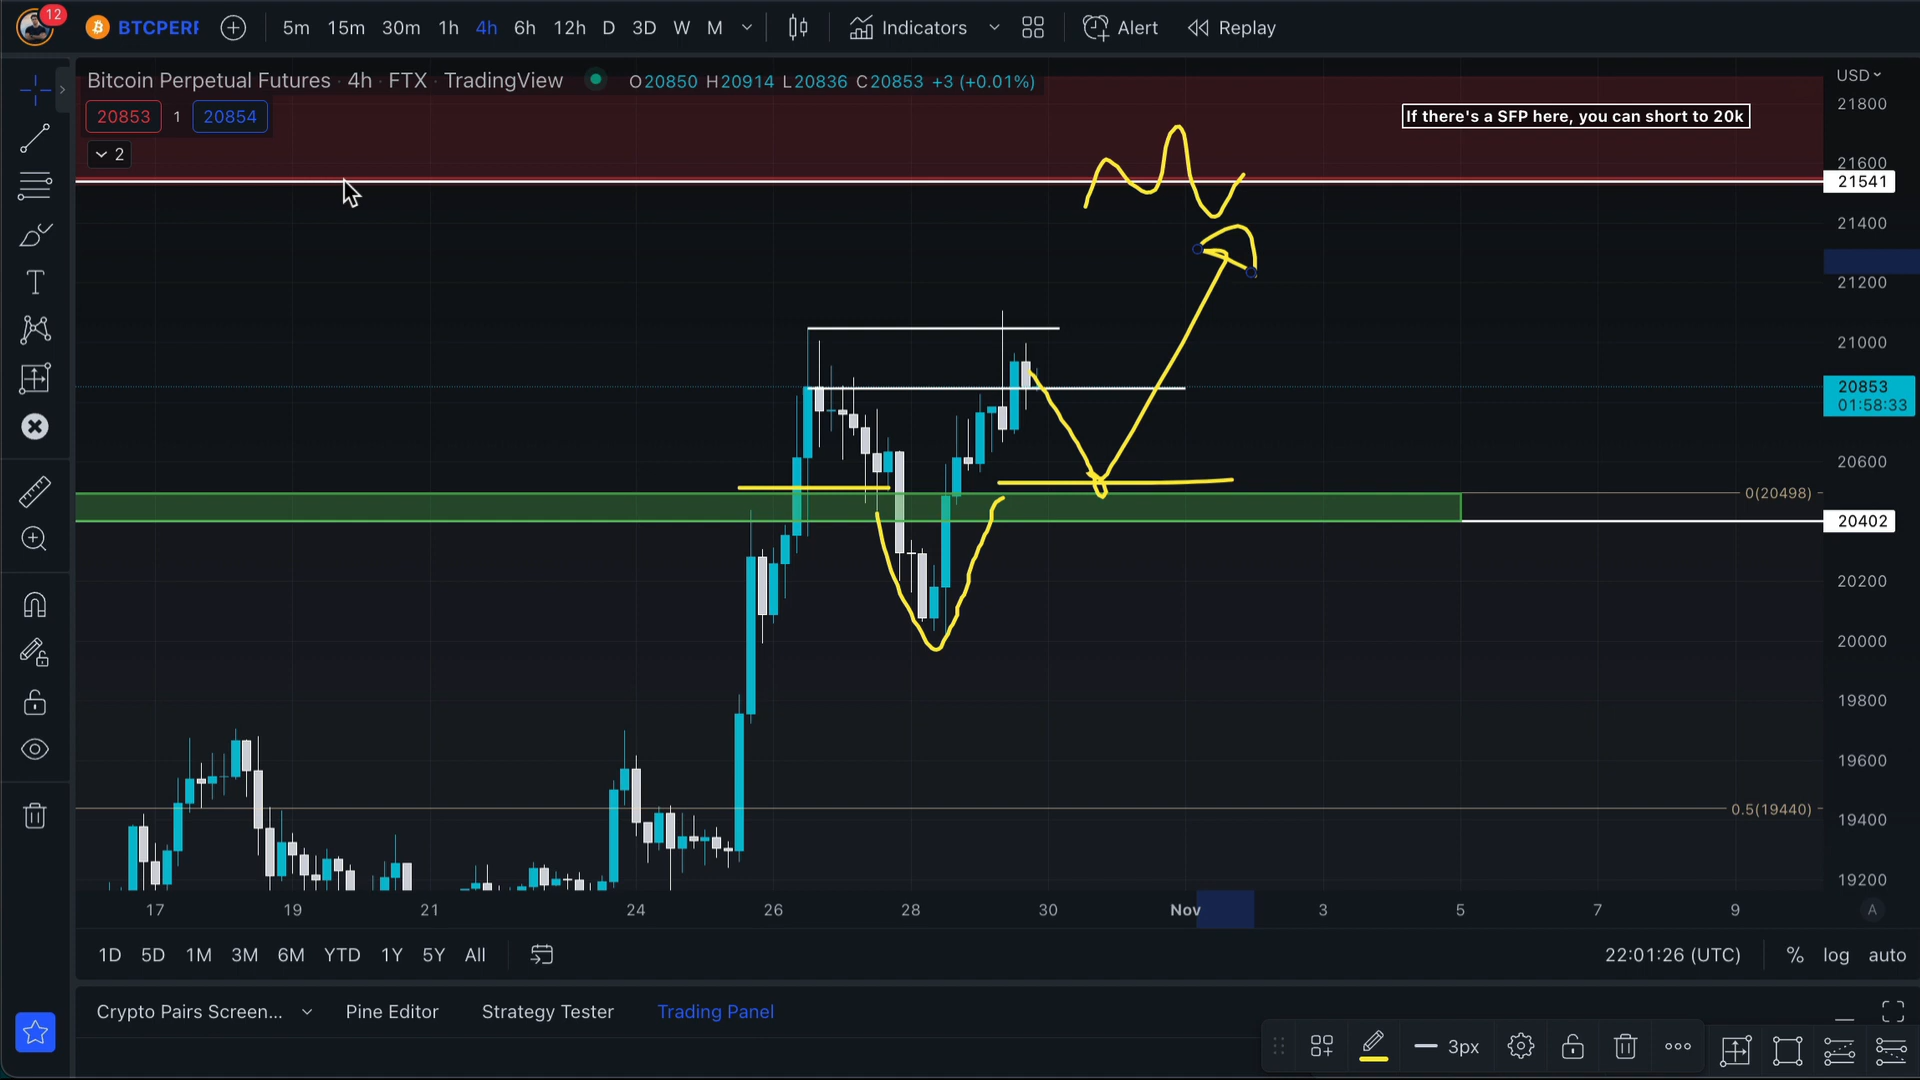 12
BTCPERP
5m 15m 30m 1h 4h 6h 12h D 3D W M Indicators Alert Replay
Bitcoin Perpetual Futures · 4h · FTX · TradingView O20850 H20914 L20836 C20853 +3 (+0.01%)
USD
20853 1 20854
If there's a SFP here, you can short to 20k
21800
2
21600
21541
21400
21200
21000
20853
01:58:33
20600
0(20498)
20402
20200
20000
19800
19600
0.5(19440)
19400
19200
17 19 21 24 26 28 30 Nov 3 5 7 9 A
1D 5D 1M 3M 6M YTD 1Y 5Y All 22:01:26 (UTC) % log auto
Crypto Pairs Screen... Pine Editor Strategy Tester Trading Panel
3px